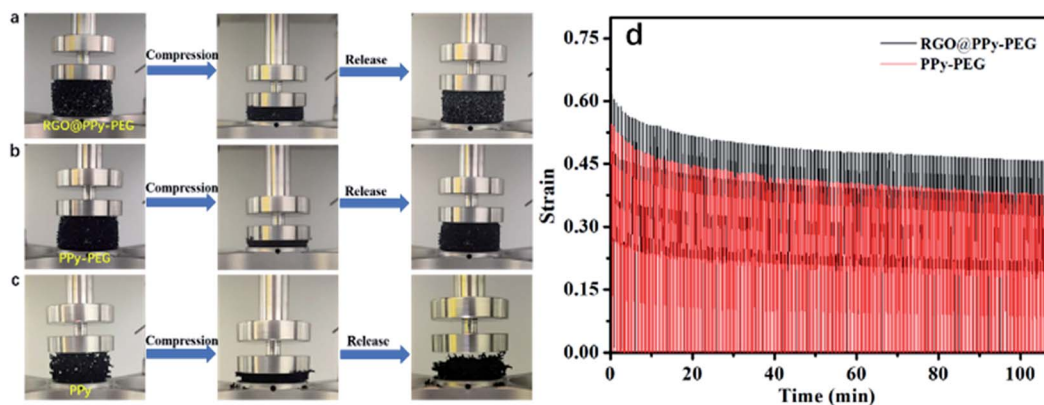 a
Compression
Release
RGO@PPy-PEG
b
Compression
Release
PPy-PEG
c
Compression
Release
PPy
d
RGO@PPy-PEG
PPy-PEG
0.75
0.60
0.45
0.30
0.15
0.00
Strain
0
20
40
60
80
100
Time (min)